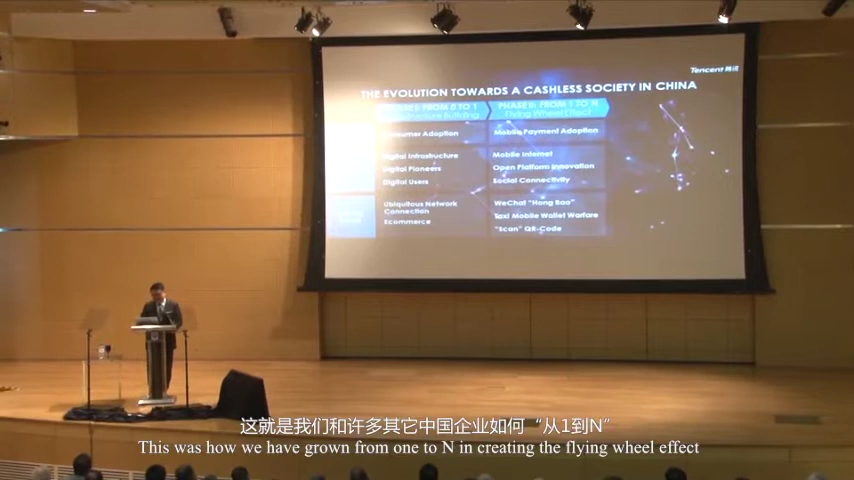 Tencent 腾讯
THE EVOLUTION TOWARDS A CASHLESS SOCIETY IN CHINA
PHASE I: FROM 0 TO 1
Infrastructure Building
PHASE II: FROM 1 TO N
Flying Wheel Effect
Consumer Adoption
Mobile Payment Adoption
Digital Infrastructure
Digital Pioneers
Digital Users
Mobile Internet
Open Platform Innovation
Social Connectivity
Ubiquitous Network
Connection
Ecommerce
WeChat "Hong Bao"
Taxi Mobile Wallet Warfare
"Scan" QR-Code
这就是我们和许多其它中国企业如何“从1到N”
This was how we have grown from one to N in creating the flying wheel effect